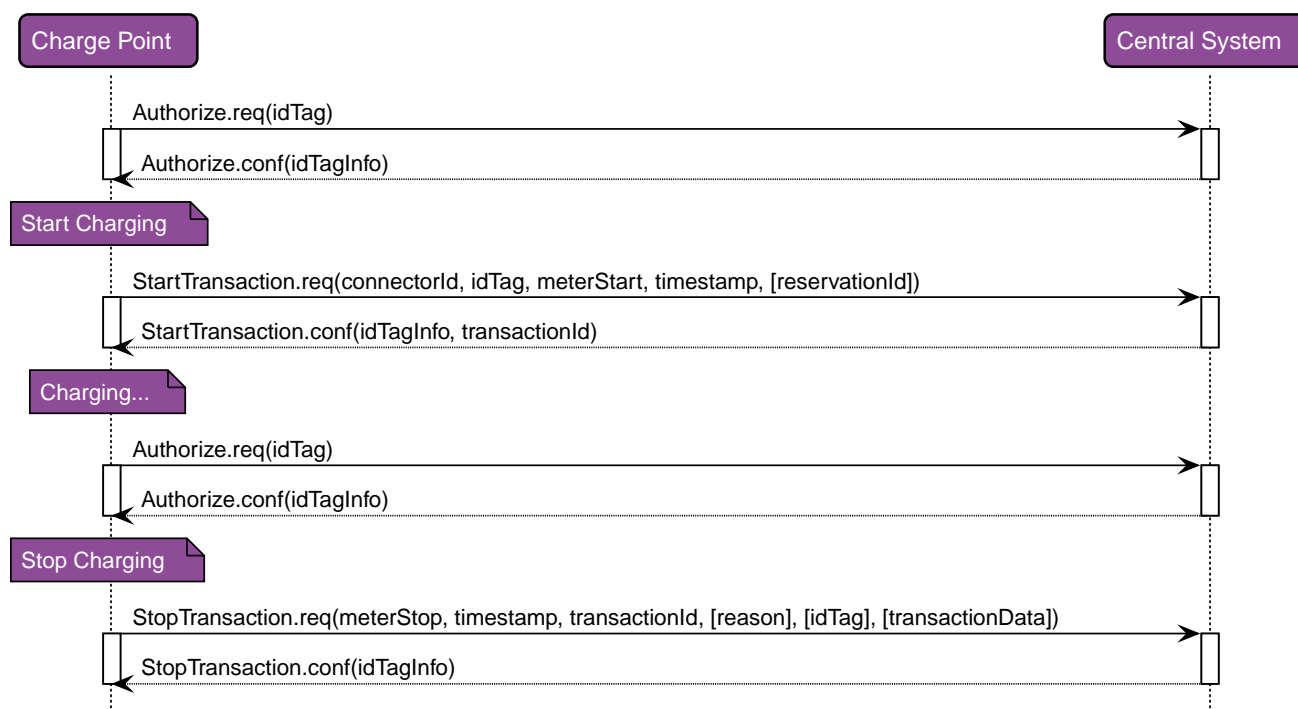 Charge Point
Central System
Authorize.req(idTag)
Authorize.conf(idTagInfo)
Start Charging
StartTransaction.req(connectorId, idTag, meterStart, timestamp, [reservationId])
StartTransaction.conf(idTagInfo, transactionId)
Charging...
Authorize.req(idTag)
Authorize.conf(idTagInfo)
Stop Charging
StopTransaction.req(meterStop, timestamp, transactionId, [reason], [idTag], [transactionData])
StopTransaction.conf(idTagInfo)